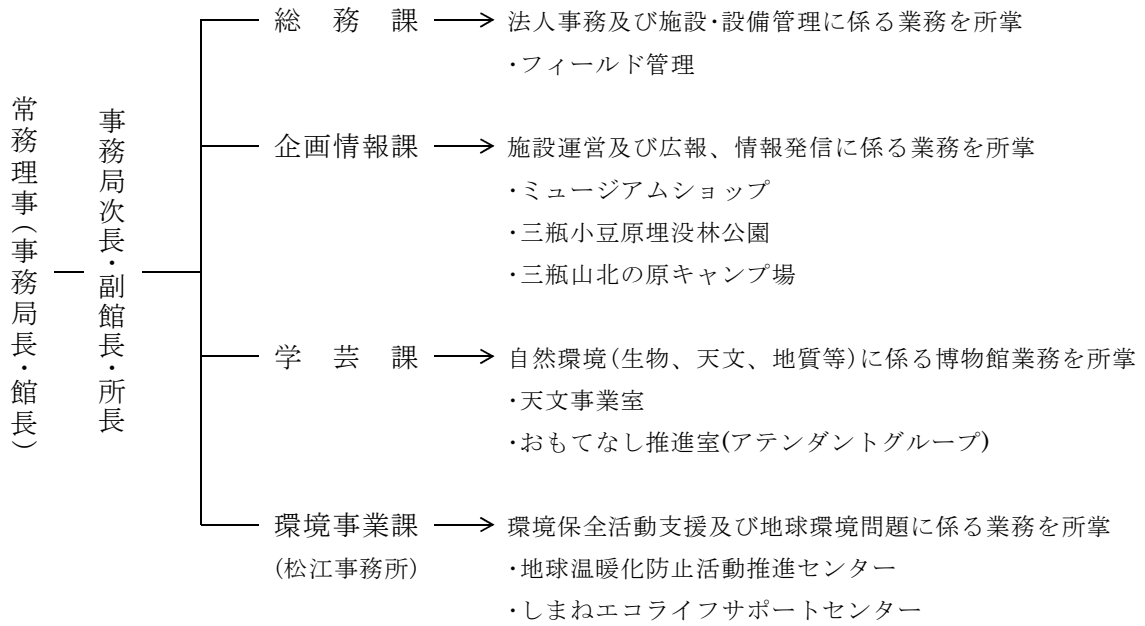 常務理事(事務局長・館長)
事務局次長・副館長・所長
総務課
法人事務及び施設・設備管理に係る業務を所掌
・フィールド管理
企画情報課
施設運営及び広報、情報発信に係る業務を所掌
・ミュージアムショップ
・三瓶小豆原埋没林公園
・三瓶山北の原キャンプ場
学芸課
自然環境(生物、天文、地質等)に係る博物館業務を所掌
・天文事業室
・おもてなし推進室(アテンダントグループ)
環境事業課
(松江事務所)
環境保全活動支援及び地球環境問題に係る業務を所掌
・地球温暖化防止活動推進センター
・しまねエコライフサポートセンター